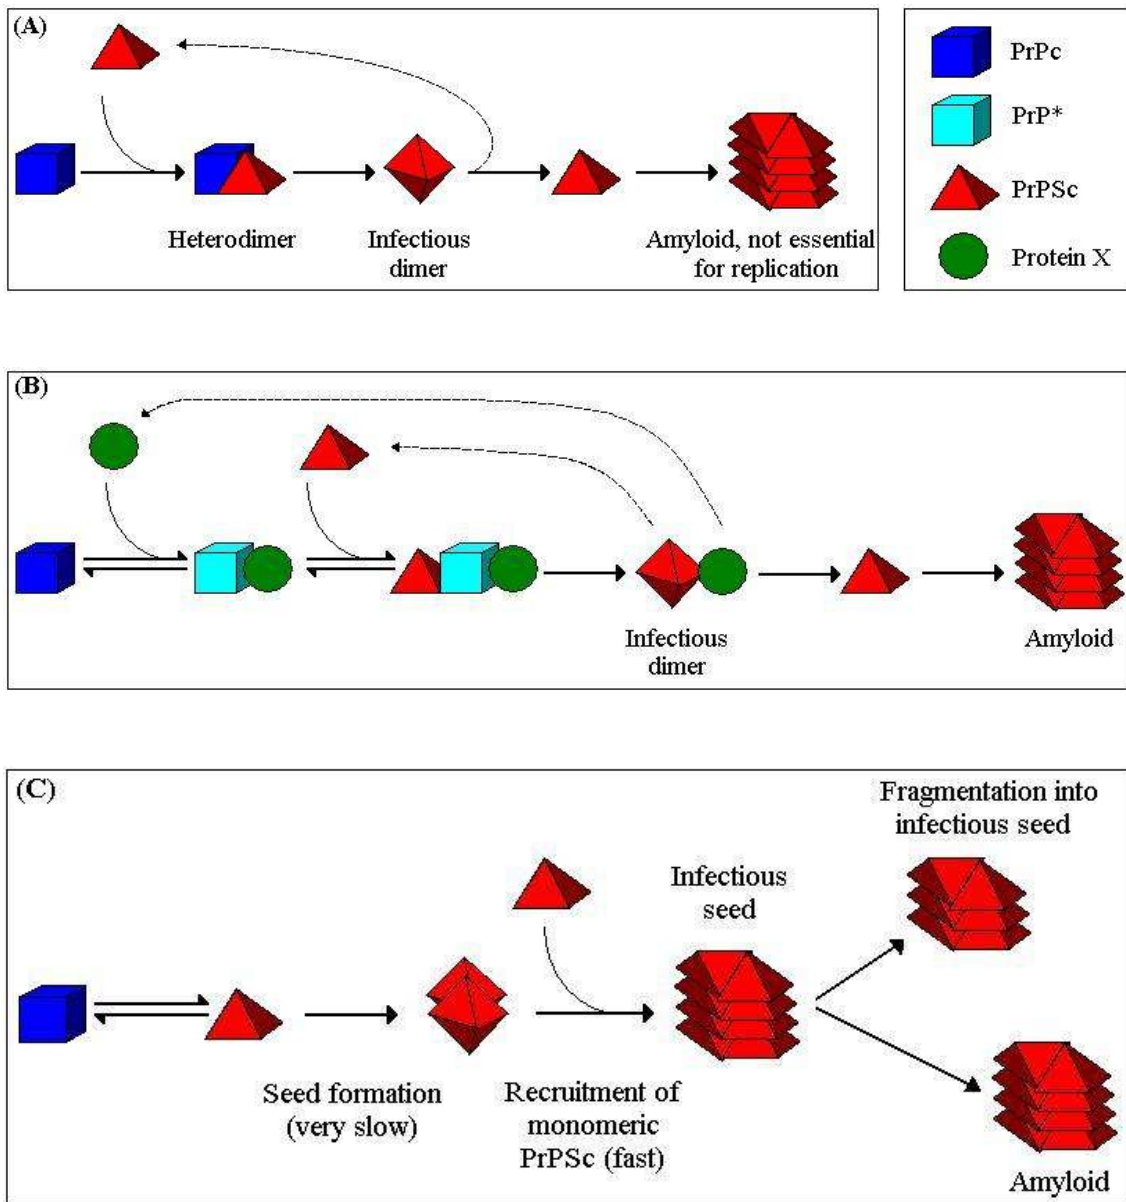 (A)
Heterodimer
Infectious
dimer
Amyloid, not essential
for replication
PrPc
PrP*
PrPSc
Protein X
(B)
Infectious
dimer
Amyloid
(C)
Seed formation
(very slow)
Recruitment of
monomeric
PrPSc (fast)
Infectious
seed
Fragmentation into
infectious seed
Amyloid